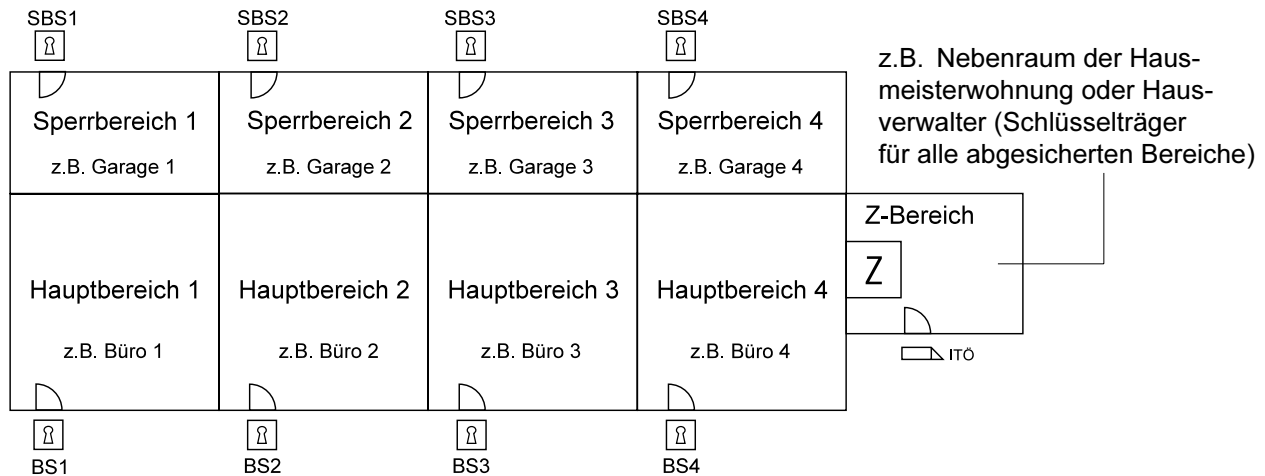 SBS1 SBS2 SBS3 SBS4
z.B. Nebenraum der Haus-
meisterwohnung oder Haus-
verwalter (Schlüsselträger
für alle abgesicherten Bereiche)
Sperrbereich 1 Sperrbereich 2 Sperrbereich 3 Sperrbereich 4
z.B. Garage 1 z.B. Garage 2 z.B. Garage 3 z.B. Garage 4
Z-Bereich
Z
Hauptbereich 1 Hauptbereich 2 Hauptbereich 3 Hauptbereich 4
z.B. Büro 1 z.B. Büro 2 z.B. Büro 3 z.B. Büro 4
ITÖ
BS1 BS2 BS3 BS4